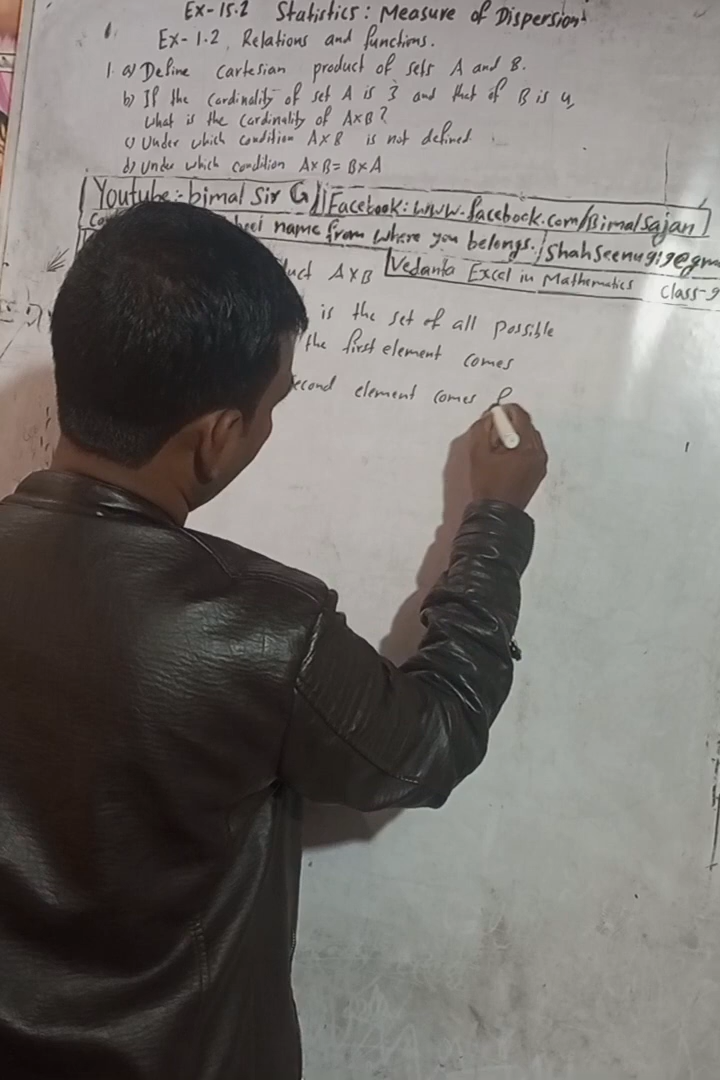 Ex-15.2 Statistics: Measure of Dispersion
Ex-1.2, Relations and functions.
1. a) Define cartesian product of sets A and B.
b) If the cardinality of set A is 3 and that of B is 4,
what is the cardinality of A×B?
c) Under which condition A×B is not defined
d) Under which condition A×B = B×A
Youtube:- bimal Sir G || Facebook: www.facebook.com/Bimalsajan
name from where you belongs. / Shahseenu919@gm
A×B Vedanta Excel in Mathematics Class-9
is the set of all possible
the first element comes
second element comes